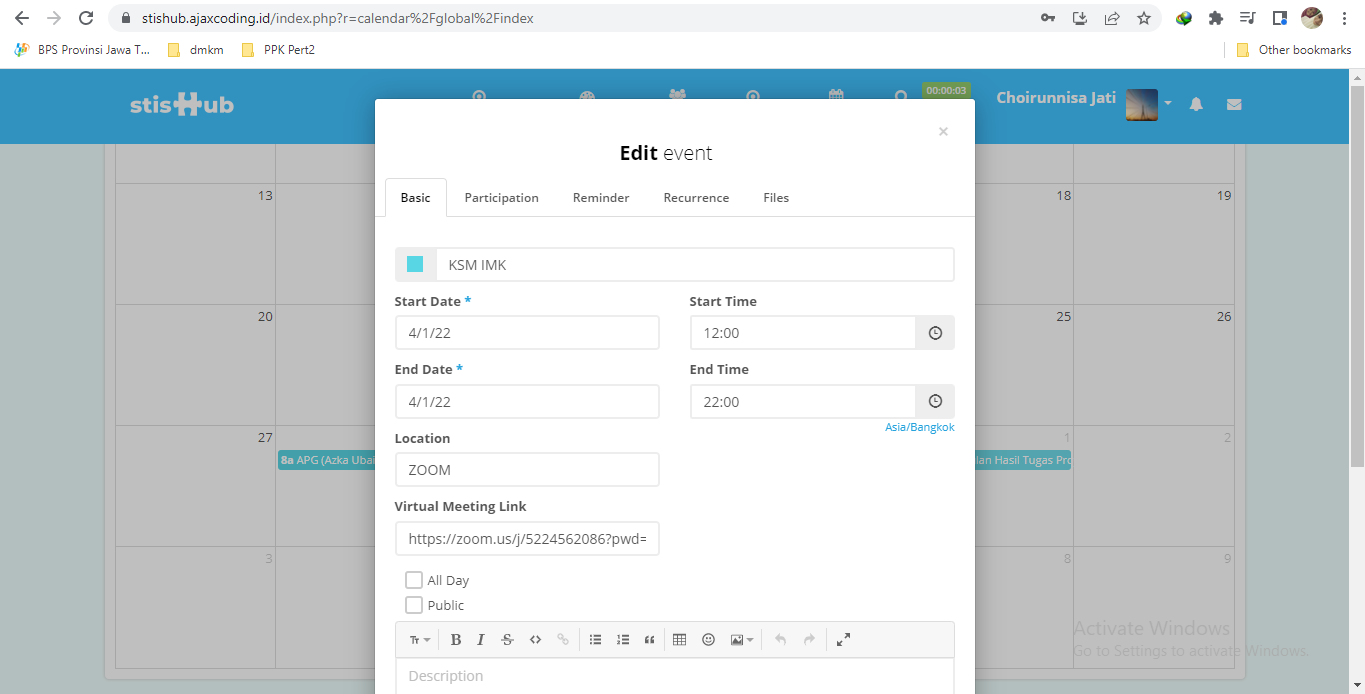 stishub.ajaxcoding.id/index.php?r=calendar%2Fglobal%2Findex
BPS Provinsi Jawa T...
dmkm
PPK Pert2
Other bookmarks
stisHub
00:00:03
Choirunnisa Jati
×
Edit event
Basic
Participation
Reminder
Recurrence
Files
KSM IMK
Start Date *
Start Time
4/1/22
12:00
End Date *
End Time
4/1/22
22:00
Asia/Bangkok
Location
ZOOM
Virtual Meeting Link
https://zoom.us/j/5224562086?pwd=
All Day
Public
Description
13
18
19
20
25
26
27
8a APG (Azka Ubai
1
lan Hasil Tugas Pro
2
3
8
9
Activate Windows
Go to Settings to activate Windows.